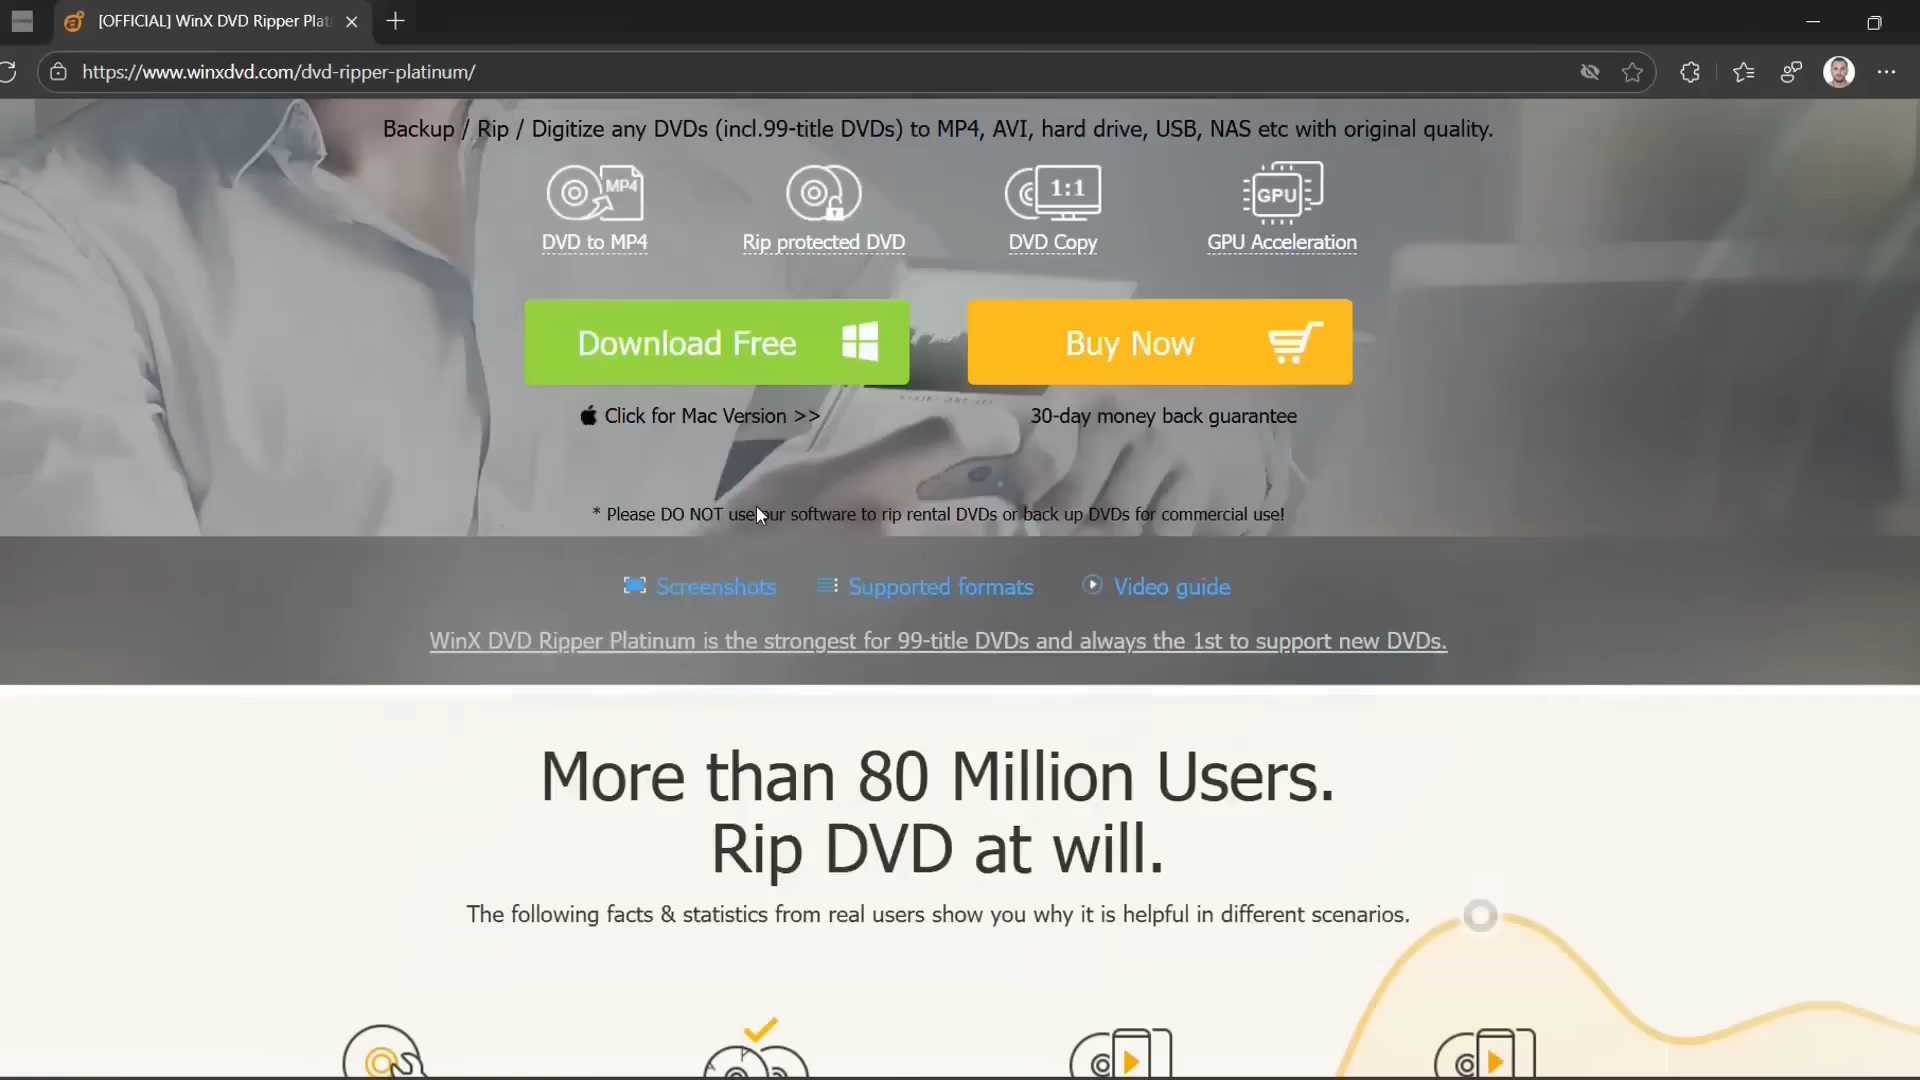 [OFFICIAL] WinX DVD Ripper Plat
https://www.winxdvd.com/dvd-ripper-platinum/
Backup / Rip / Digitize any DVDs (incl.99-title DVDs) to MP4, AVI, hard drive, USB, NAS etc with original quality.
MP4
1:1
GPU
DVD to MP4
Rip protected DVD
DVD Copy
GPU Acceleration
Download Free
Buy Now
Click for Mac Version >>
30-day money back guarantee
* Please DO NOT use our software to rip rental DVDs or back up DVDs for commercial use!
Screenshots
Supported formats
Video guide
WinX DVD Ripper Platinum is the strongest for 99-title DVDs and always the 1st to support new DVDs.
More than 80 Million Users.
Rip DVD at will.
The following facts & statistics from real users show you why it is helpful in different scenarios.